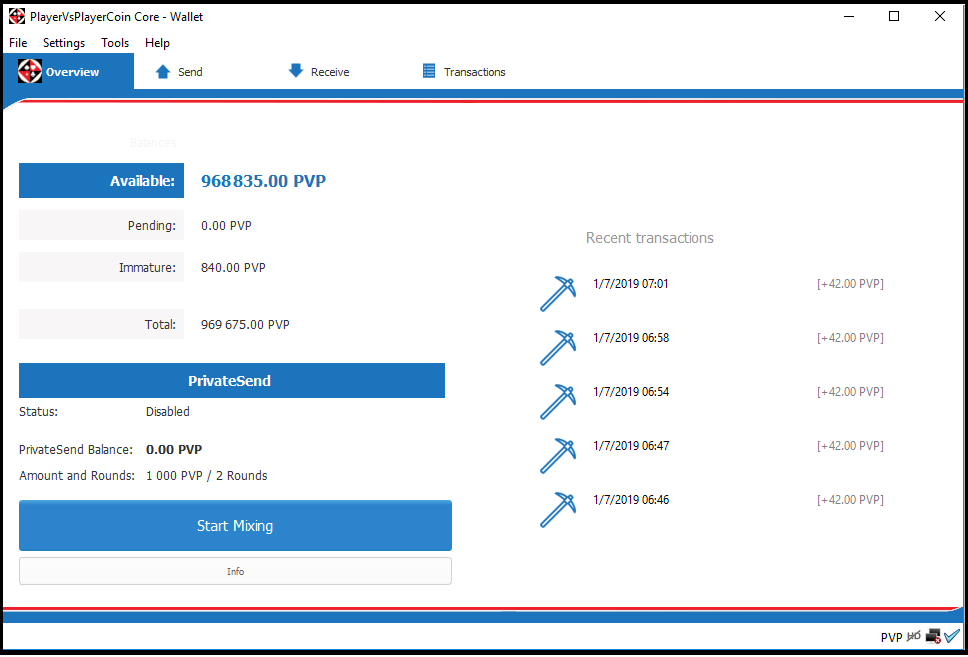 PlayerVsPlayerCoin Core - Wallet
File Settings Tools Help
Overview Send Receive Transactions
Balances
Available: 968 835.00 PVP
Pending: 0.00 PVP
Immature: 840.00 PVP
Total: 969 675.00 PVP
PrivateSend
Status: Disabled
PrivateSend Balance: 0.00 PVP
Amount and Rounds: 1 000 PVP / 2 Rounds
Start Mixing
Info
Recent transactions
1/7/2019 07:01 [+42.00 PVP]
1/7/2019 06:58 [+42.00 PVP]
1/7/2019 06:54 [+42.00 PVP]
1/7/2019 06:47 [+42.00 PVP]
1/7/2019 06:46 [+42.00 PVP]
PVP HD